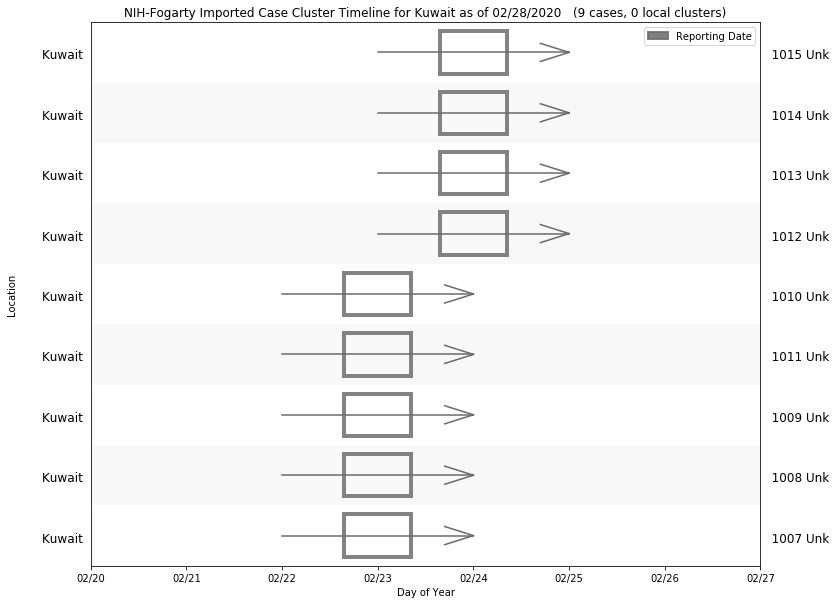 NIH-Fogarty Imported Case Cluster Timeline for Kuwait as of 02/28/2020   (9 cases, 0 local clusters)
Reporting Date
Kuwait 1015 Unk
Kuwait 1014 Unk
Kuwait 1013 Unk
Kuwait 1012 Unk
Kuwait 1010 Unk
Kuwait 1011 Unk
Kuwait 1009 Unk
Kuwait 1008 Unk
Kuwait 1007 Unk
Location
02/20 02/21 02/22 02/23 02/24 02/25 02/26 02/27
Day of Year